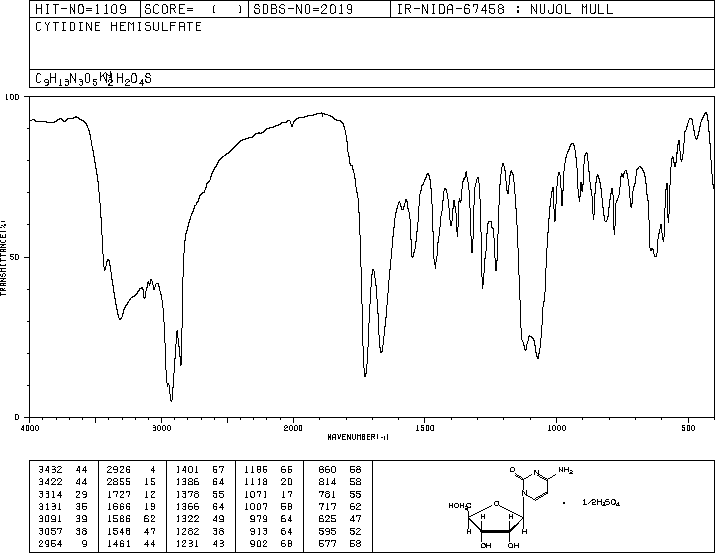 HIT-NO=1109 SCORE= ( ) SDBS-NO=2019 IR-NIDA-67458 : NUJOL MULL
CYTIDINE HEMISULFATE
C9H13N3O5·1/2H2O4S
100
50
0
TRANSMITTANCE(%)
4000 3000 2000 1500 1000 500
WAVENUMBER(-1)
3432 44 2926 4 1401 57 1186 66 860 58
3422 44 2855 15 1386 64 1118 20 814 58
3314 29 1727 12 1378 55 1071 17 781 55
3131 36 1666 19 1366 64 1007 58 717 62
3091 39 1586 62 1322 49 979 64 625 47
3057 38 1548 47 1282 38 913 64 595 52
2954 9 1461 44 1231 43 902 68 577 58
O N NH2
N
HOH2C O
H H
H H
OH OH
· 1/2H2SO4